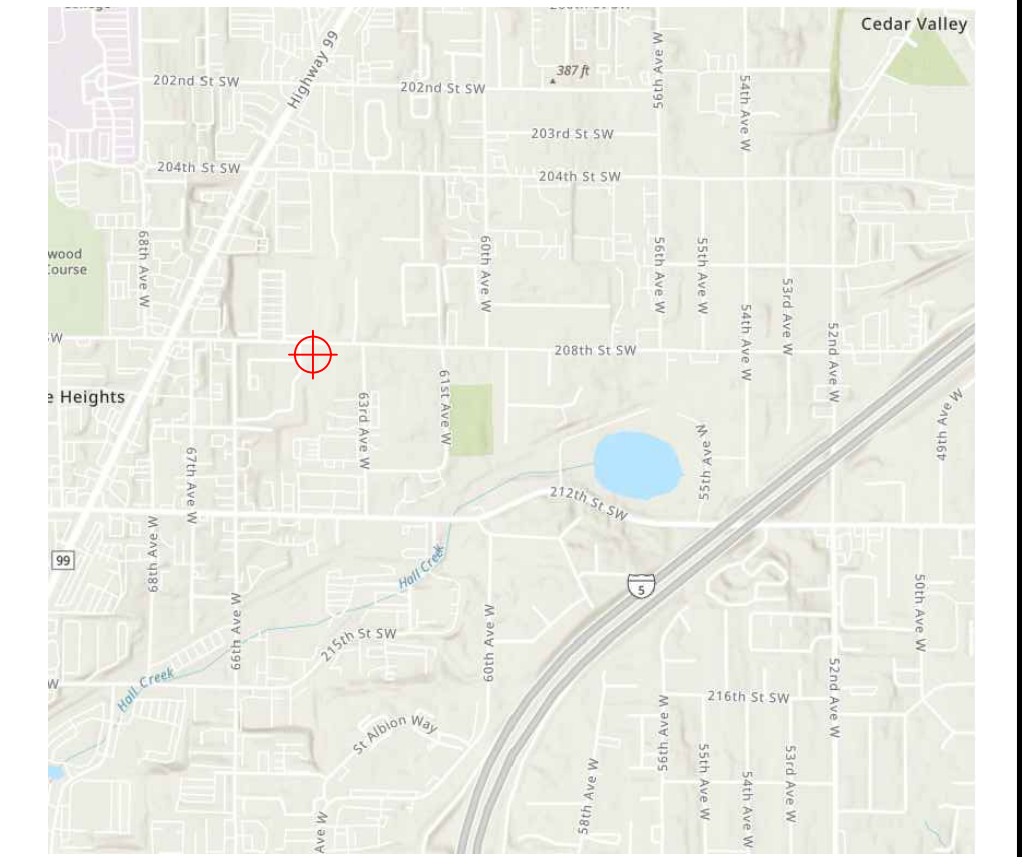 Cedar Valley
387 ft
202nd St SW
Highway 99
202nd St SW
56th Ave W
54th Ave W
203rd St SW
204th St SW
204th St SW
wood
Course
68th Ave W
60th Ave W
56th Ave W
55th Ave W
53rd Ave W
54th Ave W
52nd Ave W
SW
208th St SW
e Heights
63rd Ave W
61st Ave W
55th Ave W
49th Ave W
67th Ave W
212th St SW
68th Ave W
99
Hall Creek
5
50th Ave W
66th Ave W
215th St SW
60th Ave W
W
Hall Creek
52nd Ave W
216th St SW
56th Ave W
St Albion Way
55th Ave W
53rd Ave W
58th Ave W
54th Ave W
Ave W